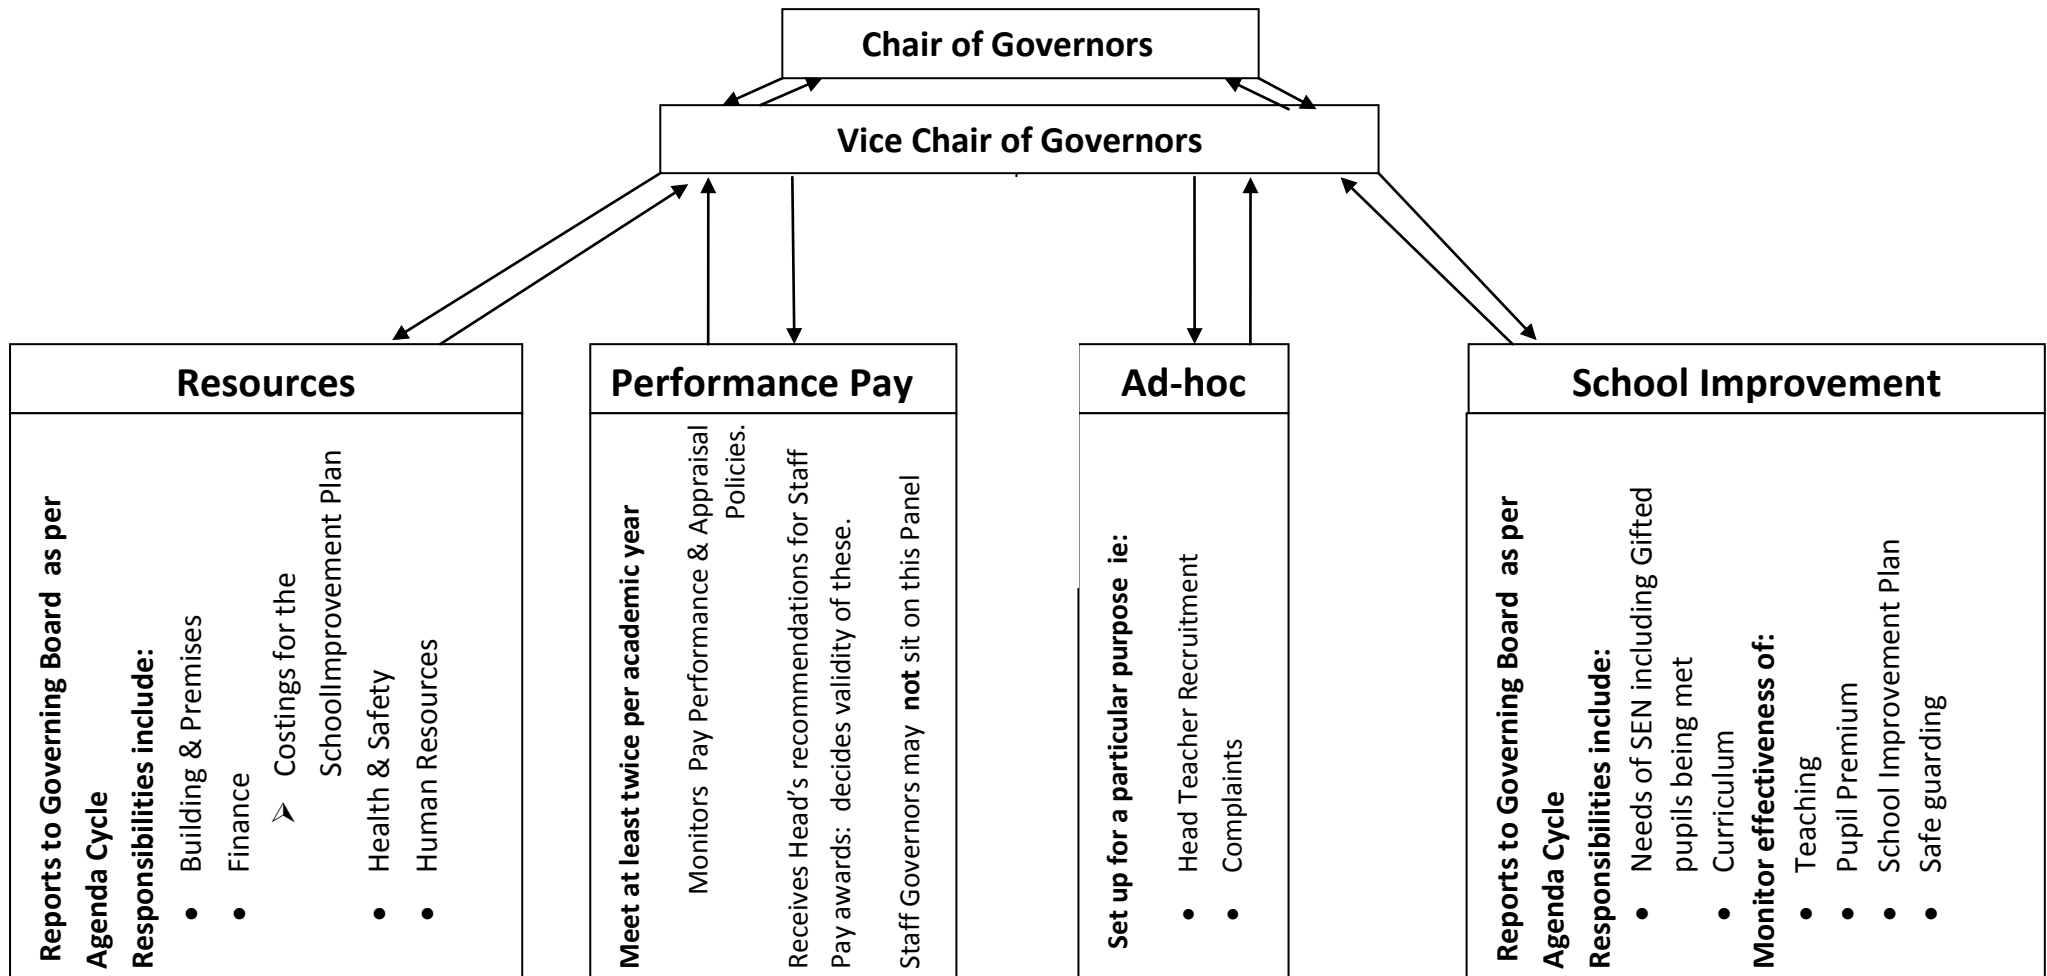 Chair of Governors
Vice Chair of Governors
Resources
Reports to Governing Board as per
Agenda Cycle
Responsibilities include:
• Building & Premises
• Finance
➢ Costings for the
SchoolImprovement Plan
• Health & Safety
• Human Resources
Performance Pay
Meet at least twice per academic year
Monitors Pay Performance & Appraisal
Policies.
Receives Head’s recommendations for Staff
Pay awards: decides validity of these.
Staff Governors may not sit on this Panel
Ad-hoc
Set up for a particular purpose ie:
• Head Teacher Recruitment
• Complaints
School Improvement
Reports to Governing Board as per
Agenda Cycle
Responsibilities include:
• Needs of SEN including Gifted
pupils being met
• Curriculum
Monitor effectiveness of:
• Teaching
• Pupil Premium
• School Improvement Plan
• Safe guarding